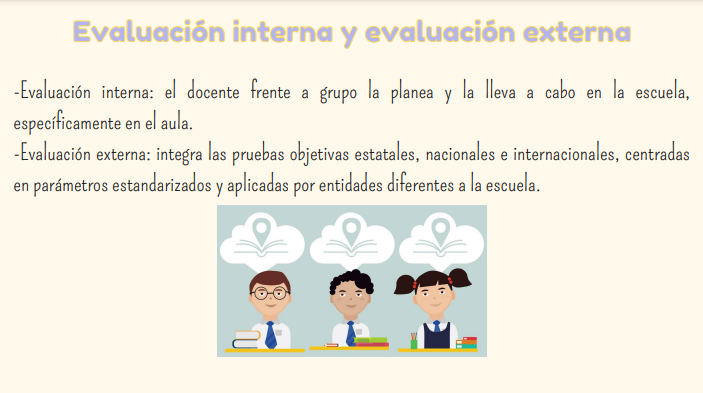 Evaluación interna y evaluación externa
-Evaluación interna: el docente frente a grupo la planea y la lleva a cabo en la escuela,
específicamente en el aula.
-Evaluación externa: integra las pruebas objetivas estatales, nacionales e internacionales, centradas
en parámetros estandarizados y aplicadas por entidades diferentes a la escuela.